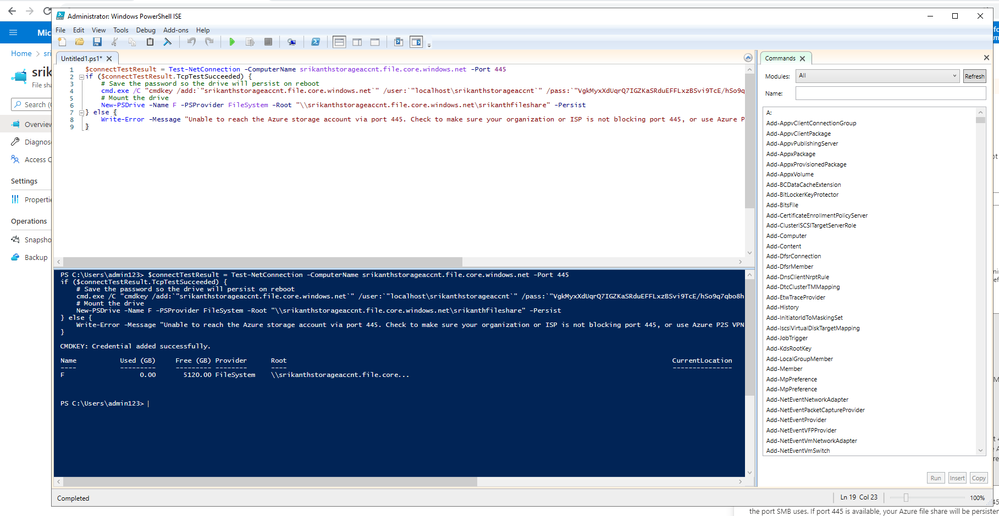 Administrator: Windows PowerShell ISE
File Edit View Tools Debug Add-ons Help
Mic
Home > sri
srik
File sha
Search (
Overview
Diagnos
Access C
Settings
Properti
Operations
Snapsho
Backup
Untitled1.ps1*
1 $connectTestResult = Test-NetConnection -ComputerName srikanthstorageaccnt.file.core.windows.net -Port 445
2 if ($connectTestResult.TcpTestSucceeded) {
3 # Save the password so the drive will persist on reboot
4 cmd.exe /C "cmdkey /add:`"srikanthstorageaccnt.file.core.windows.net`" /user:`"localhost\srikanthstorageaccnt`" /pass:`"VgkMyxXdUqrQ7IGZKaSRduEFFLxzBSvi9TcE/hSo9q
5 # Mount the drive
6 New-PSDrive -Name F -PSProvider FileSystem -Root "\\srikanthstorageaccnt.file.core.windows.net\srikanthfileshare" -Persist
7 } else {
8 Write-Error -Message "Unable to reach the Azure storage account via port 445. Check to make sure your organization or ISP is not blocking port 445, or use Azure P
9 }
PS C:\Users\admin123> $connectTestResult = Test-NetConnection -ComputerName srikanthstorageaccnt.file.core.windows.net -Port 445
if ($connectTestResult.TcpTestSucceeded) {
# Save the password so the drive will persist on reboot
cmd.exe /C "cmdkey /add:`"srikanthstorageaccnt.file.core.windows.net`" /user:`"localhost\srikanthstorageaccnt`" /pass:`"VgkMyxXdUqrQ7IGZKaSRduEFFLxzBSvi9TcE/hSo9q7qbo8h
# Mount the drive
New-PSDrive -Name F -PSProvider FileSystem -Root "\\srikanthstorageaccnt.file.core.windows.net\srikanthfileshare" -Persist
} else {
Write-Error -Message "Unable to reach the Azure storage account via port 445. Check to make sure your organization or ISP is not blocking port 445, or use Azure P2S VPN
}
CMDKEY: Credential added successfully.
Name Used (GB) Free (GB) Provider Root CurrentLocation
---- --------- --------- -------- ---- ---------------
F 0.00 5120.00 FileSystem \\srikanthstorageaccnt.file.core...
PS C:\Users\admin123>
Commands
Modules: All Refresh
Name:
A:
Add-AppvClientConnectionGroup
Add-AppvClientPackage
Add-AppvPublishingServer
Add-AppxPackage
Add-AppxProvisionedPackage
Add-AppxVolume
Add-BCDataCacheExtension
Add-BitLockerKeyProtector
Add-BitsFile
Add-CertificateEnrollmentPolicyServer
Add-ClusteriSCSITargetServerRole
Add-Computer
Add-Content
Add-DfsrConnection
Add-DfsrMember
Add-DnsClientNrptRule
Add-DtcClusterTMMapping
Add-EtwTraceProvider
Add-History
Add-InitiatorIdToMaskingSet
Add-IscsiVirtualDiskTargetMapping
Add-JobTrigger
Add-KdsRootKey
Add-LocalGroupMember
Add-Member
Add-MpPreference
Add-MpPreference
Add-NetEventNetworkAdapter
Add-NetEventPacketCaptureProvider
Add-NetEventProvider
Add-NetEventVFPProvider
Add-NetEventVmNetworkAdapter
Add-NetEventVmSwitch
Run Insert Copy
Completed
Ln 19 Col 23
100%
the port SMB uses. If port 445 is available, your Azure file share will be persisten